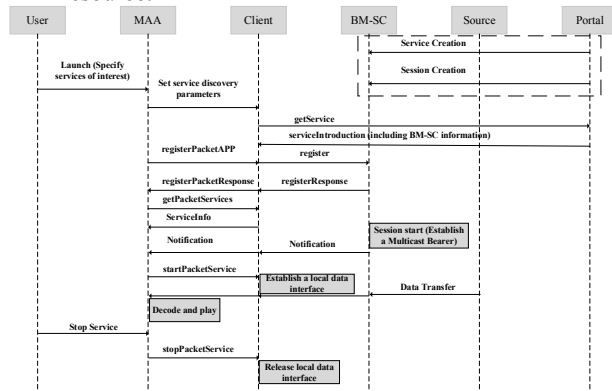 User MAA Client BM-SC Source Portal
Service Creation
Launch (Specify
services of interest)
Session Creation
Set service discovery
parameters
getService
serviceIntroduction (including BM-SC information)
registerPacketAPP
register
registerPacketResponse
registerResponse
getPacketServices
ServiceInfo
Session start (Establish
a Multicast Bearer)
Notification
Notification
startPacketService
Establish a local data
interface
Data Transfer
Decode and play
Stop Service
stopPacketService
Release local data
interface